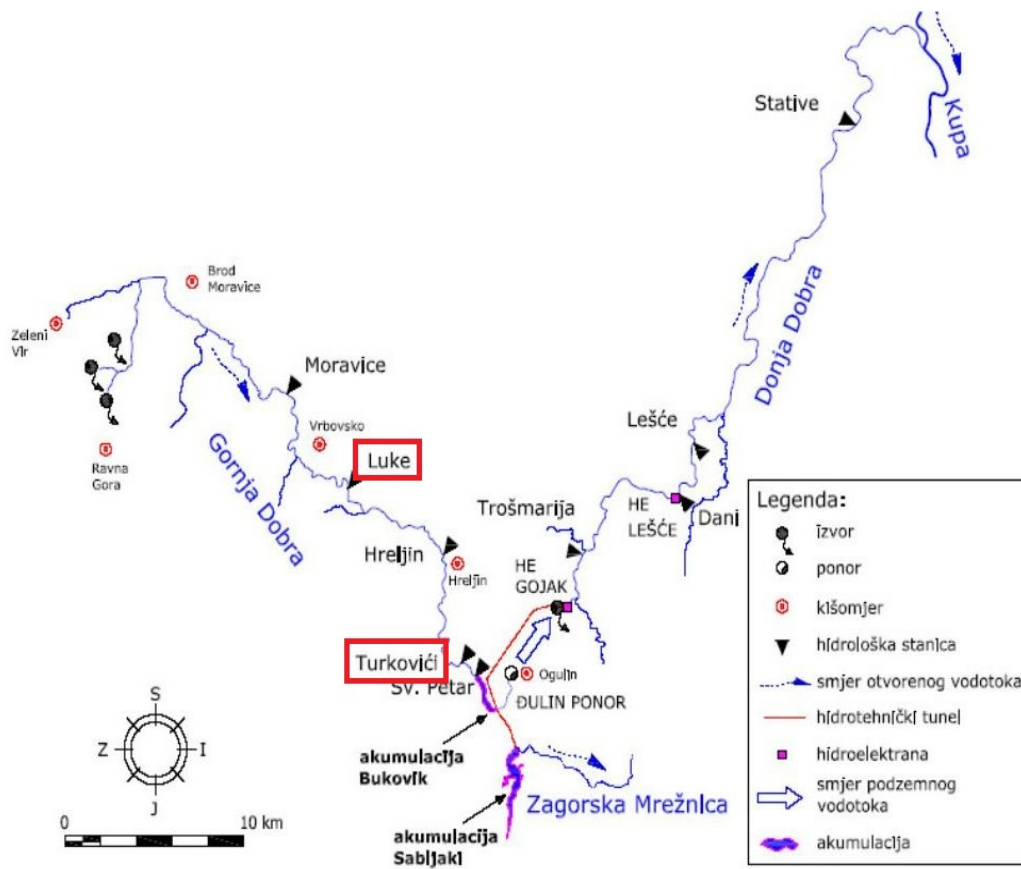 Stative
Kupa
Donja Dobra
Brod
Moravice
Zeleni
Vir
Moravice
Vrbovsko
Ravna
Gora
Gornja Dobra
Luke
Lešće
Trošmarija
HE
LEŠĆE
Dani
Hreljin
Hreljin
HE
GOJAK
Turkovići
Sv. Petar
Ogulin
ĐULIN PONOR
akumulacija
Bukovik
Zagorska Mrežnica
akumulacija
Sabljaki
S
Z
I
J
0
10 km
Legenda:
izvor
ponor
kišomjer
hidrološka stanica
smjer otvorenog vodotoka
hidrotehnički tunel
hidroelektrana
smjer podzemnog
vodotoka
akumulacija